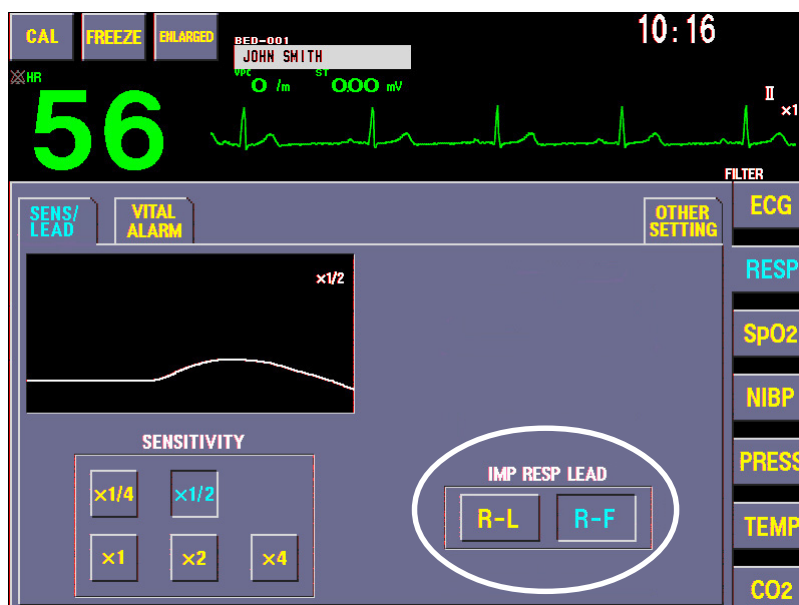 CAL FREEZE ENLARGED
BED-001
10:16
JOHN SMITH
HR
VPC 0 /m ST 0.00 mV
56
II
×1
FILTER
SENS/
LEAD
VITAL
ALARM
OTHER
SETTING
ECG
RESP
SpO2
NIBP
PRESS
TEMP
CO2
×1/2
SENSITIVITY
×1/4 ×1/2
×1 ×2 ×4
IMP RESP LEAD
R-L R-F